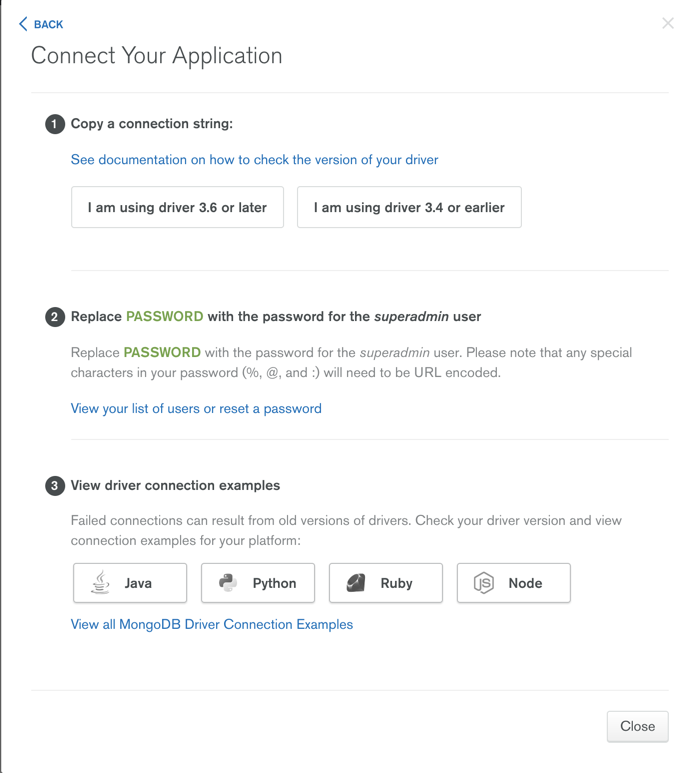 BACK
Connect Your Application
1 Copy a connection string:
See documentation on how to check the version of your driver
I am using driver 3.6 or later I am using driver 3.4 or earlier
2 Replace PASSWORD with the password for the superadmin user
Replace PASSWORD with the password for the superadmin user. Please note that any special
characters in your password (%, @, and :) will need to be URL encoded.
View your list of users or reset a password
3 View driver connection examples
Failed connections can result from old versions of drivers. Check your driver version and view
connection examples for your platform:
Java Python Ruby JS Node
View all MongoDB Driver Connection Examples
Close